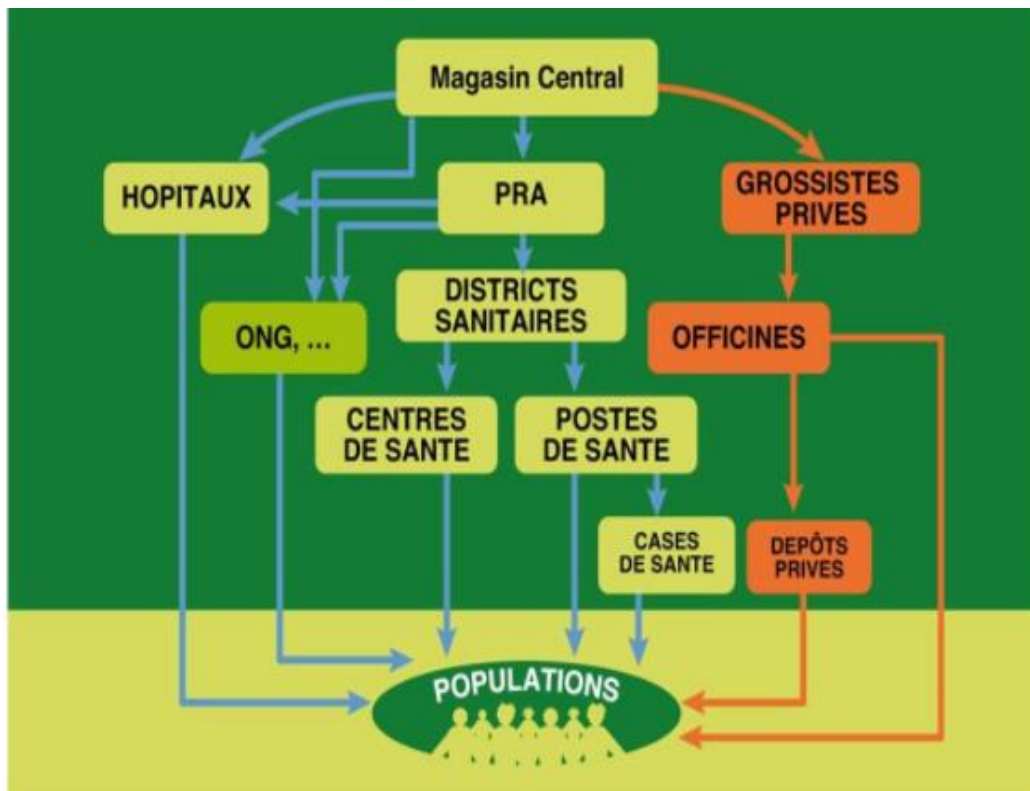 Magasin Central
HOPITAUX
PRA
GROSSISTES
PRIVES
DISTRICTS
SANITAIRES
ONG, ...
OFFICINES
CENTRES
DE SANTE
POSTES
DE SANTE
CASES
DE SANTE
DEPÔTS
PRIVES
POPULATIONS